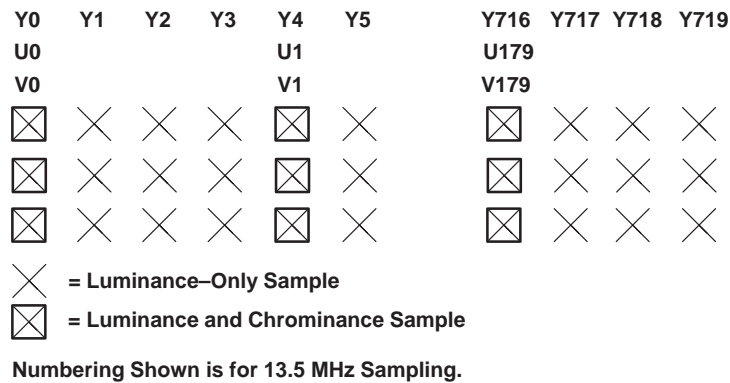 Y0 Y1 Y2 Y3 Y4 Y5 Y716 Y717 Y718 Y719
U0 U1 U179
V0 V1 V179
= Luminance–Only Sample
= Luminance and Chrominance Sample
Numbering Shown is for 13.5 MHz Sampling.